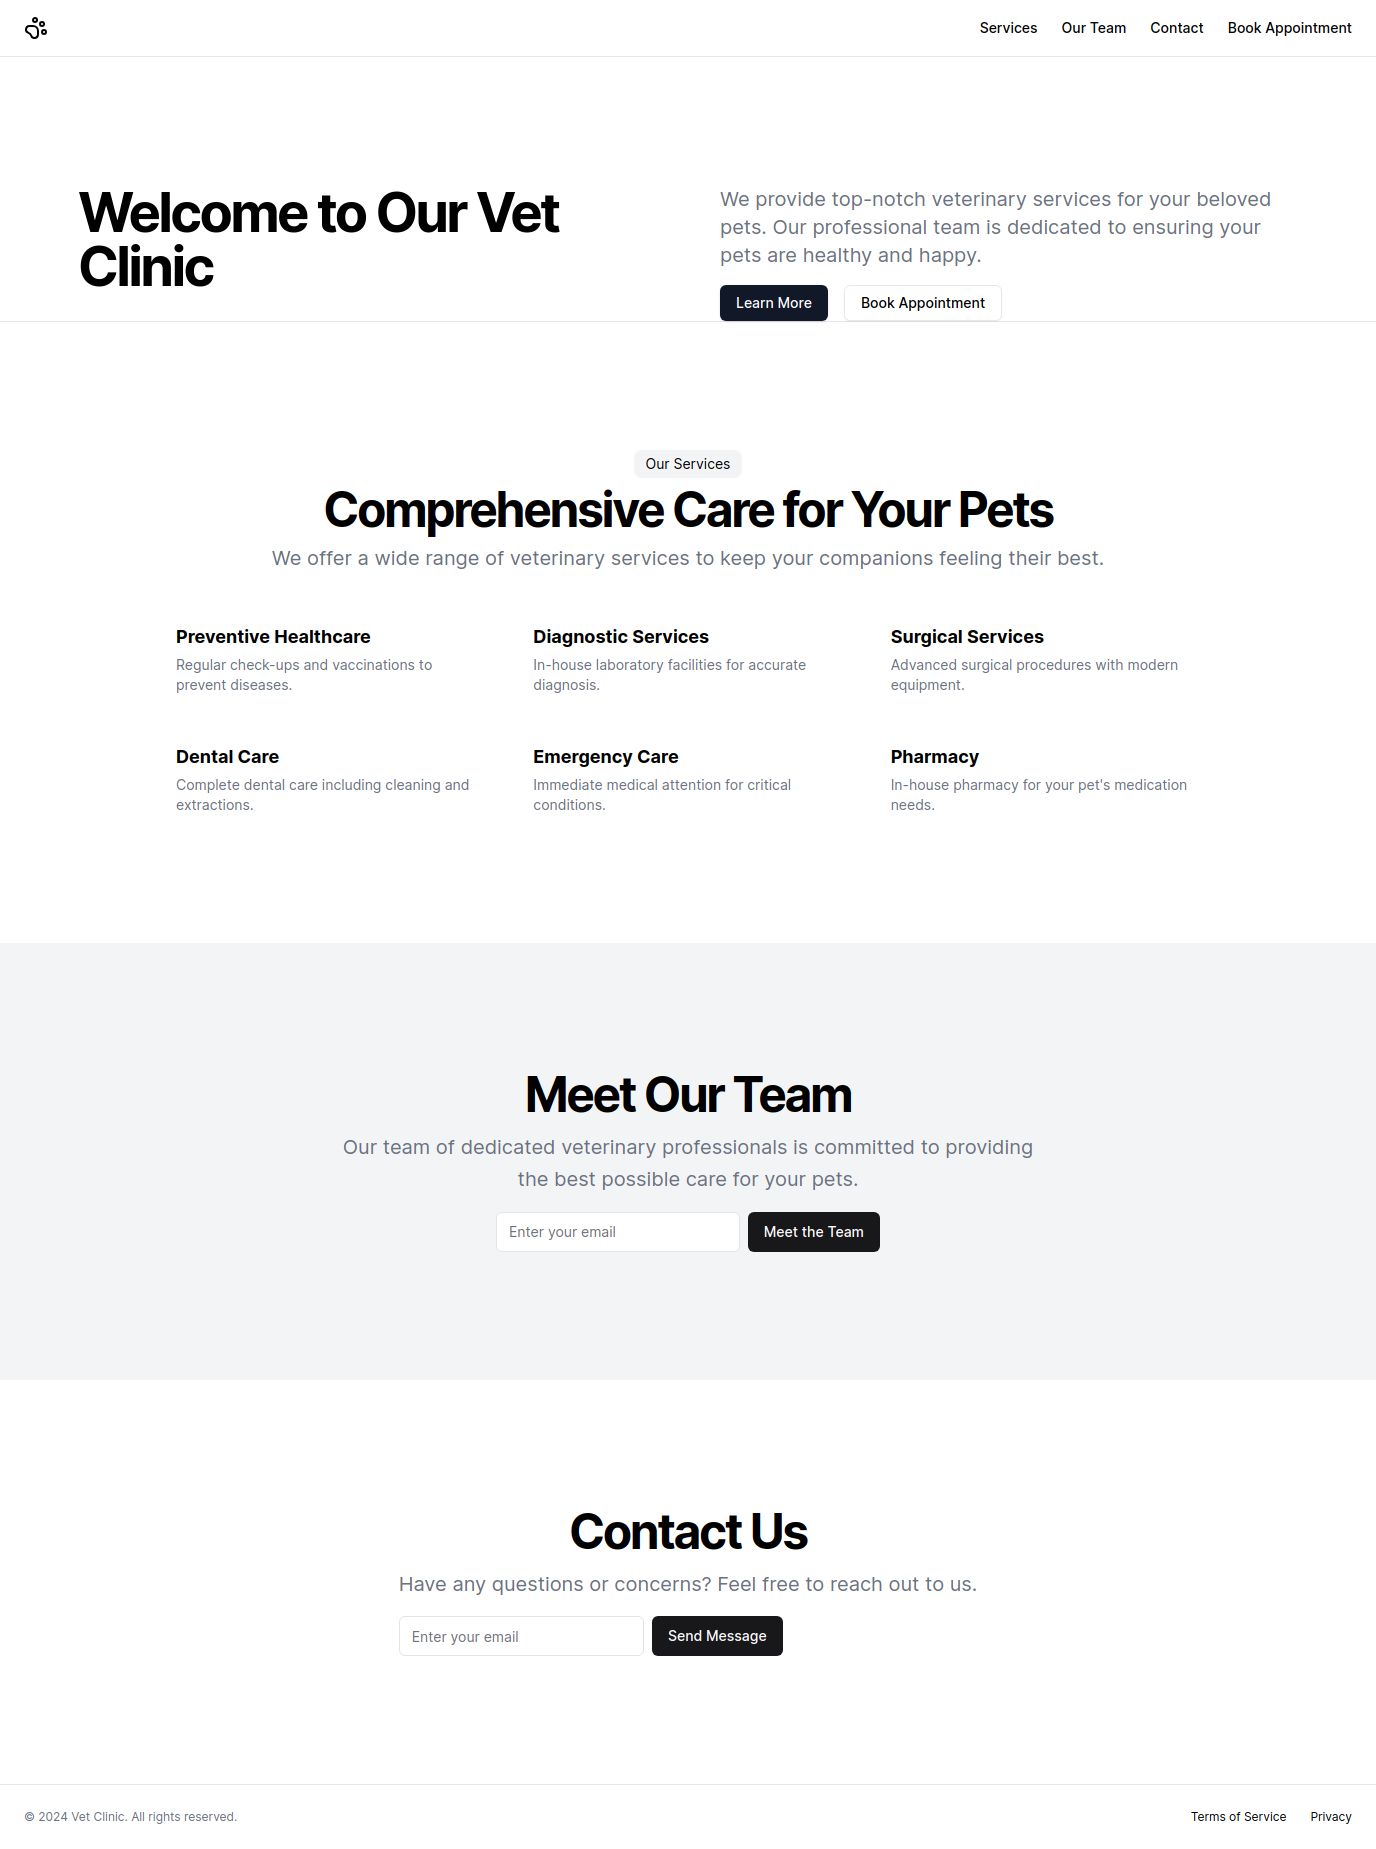 Services
Our Team
Contact
Book Appointment
Welcome to Our Vet
Clinic
We provide top-notch veterinary services for your beloved
pets. Our professional team is dedicated to ensuring your
pets are healthy and happy.
Learn More
Book Appointment
Our Services
Comprehensive Care for Your Pets
We offer a wide range of veterinary services to keep your companions feeling their best.
Preventive Healthcare
Regular check-ups and vaccinations to
prevent diseases.
Diagnostic Services
In-house laboratory facilities for accurate
diagnosis.
Surgical Services
Advanced surgical procedures with modern
equipment.
Dental Care
Complete dental care including cleaning and
extractions.
Emergency Care
Immediate medical attention for critical
conditions.
Pharmacy
In-house pharmacy for your pet's medication
needs.
Meet Our Team
Our team of dedicated veterinary professionals is committed to providing
the best possible care for your pets.
Enter your email
Meet the Team
Contact Us
Have any questions or concerns? Feel free to reach out to us.
Enter your email
Send Message
© 2024 Vet Clinic. All rights reserved.
Terms of Service
Privacy